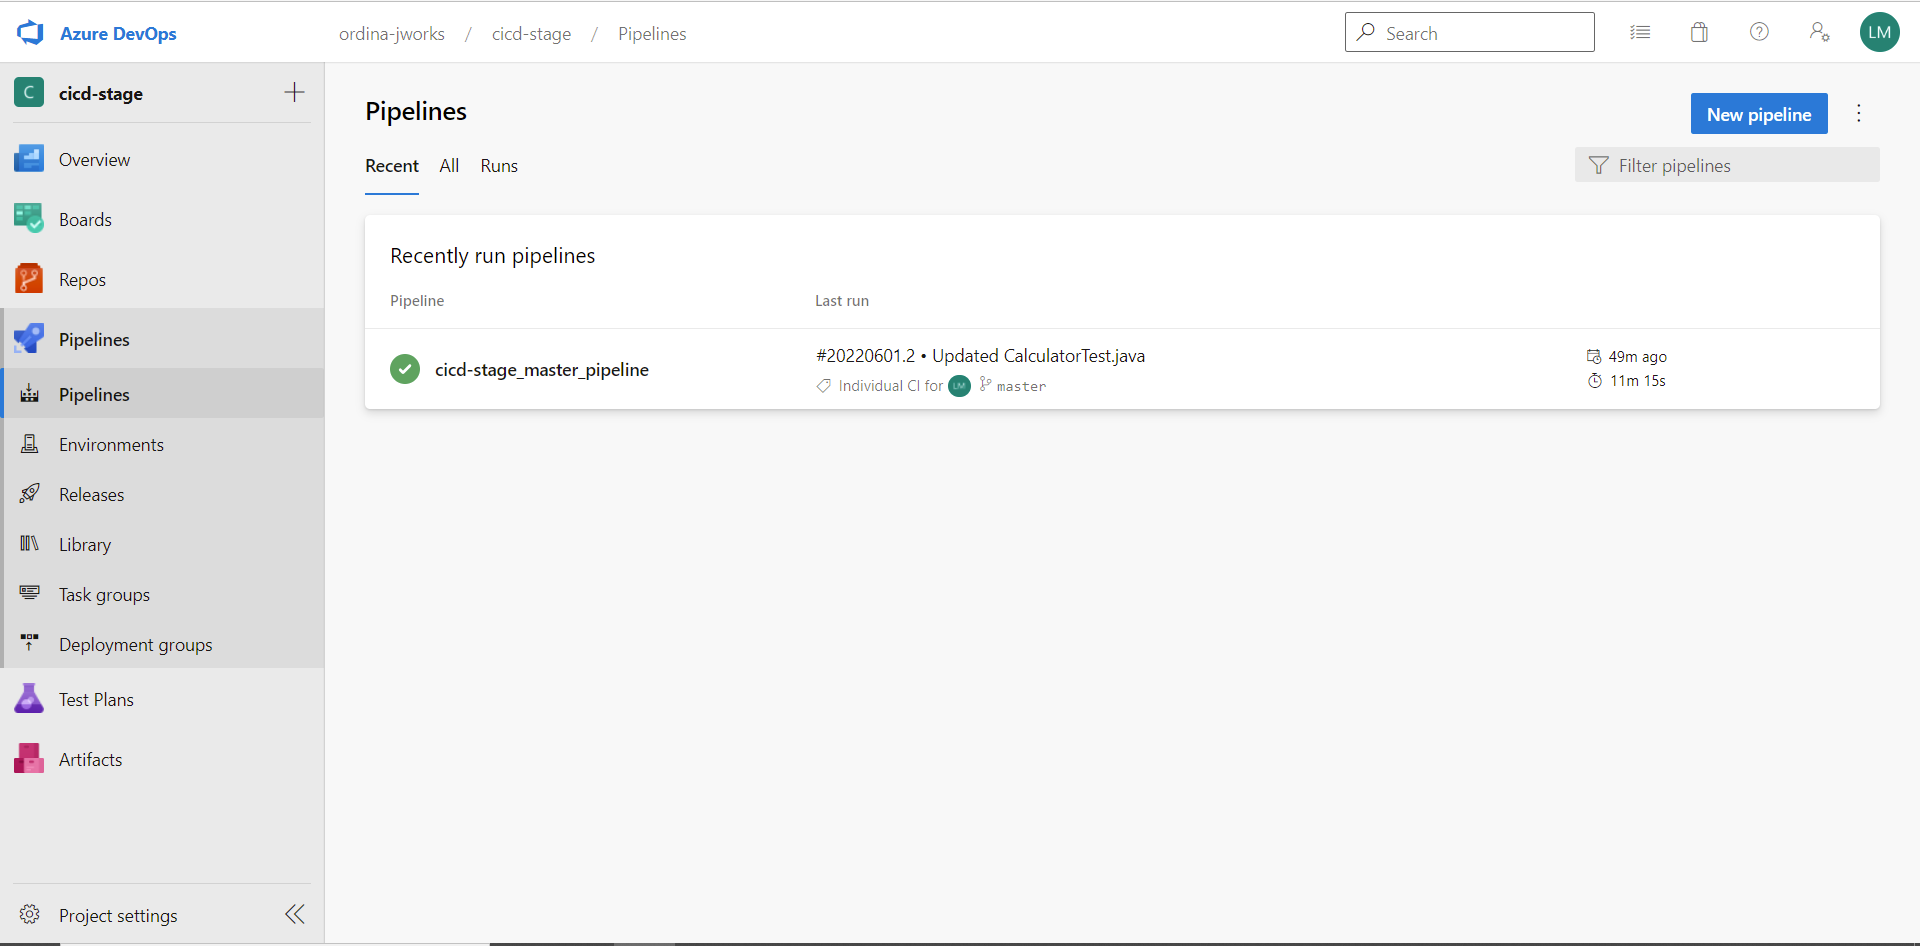 Azure DevOps
ordina-jworks / cicd-stage / Pipelines
Search
LM
C cicd-stage
Overview
Boards
Repos
Pipelines
Pipelines
Environments
Releases
Library
Task groups
Deployment groups
Test Plans
Artifacts
Project settings
Pipelines
New pipeline
Recent All Runs
Filter pipelines
Recently run pipelines
Pipeline Last run
cicd-stage_master_pipeline
#20220601.2 • Updated CalculatorTest.java
Individual CI for LM master
49m ago
11m 15s